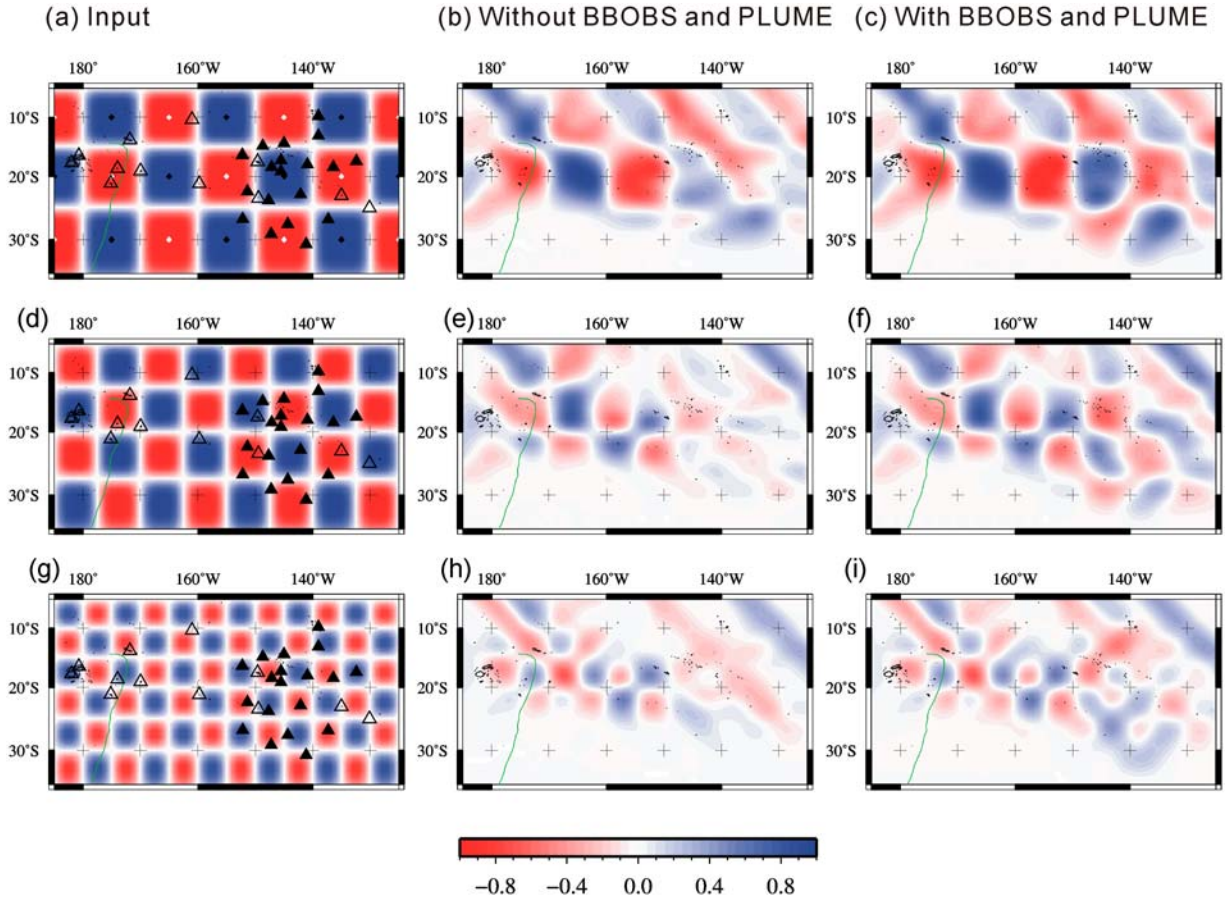 (a) Input
(b) Without BBOBS and PLUME
(c) With BBOBS and PLUME
180° 160°W 140°W
180° 160°W 140°W
180° 160°W 140°W
10°S
20°S
30°S
10°S
20°S
30°S
10°S
20°S
30°S
(d)
(e)
(f)
180° 160°W 140°W
180° 160°W 140°W
180° 160°W 140°W
10°S
20°S
30°S
10°S
20°S
30°S
10°S
20°S
30°S
(g)
(h)
(i)
180° 160°W 140°W
180° 160°W 140°W
180° 160°W 140°W
10°S
20°S
30°S
10°S
20°S
30°S
10°S
20°S
30°S
−0.8 −0.4 0.0 0.4 0.8